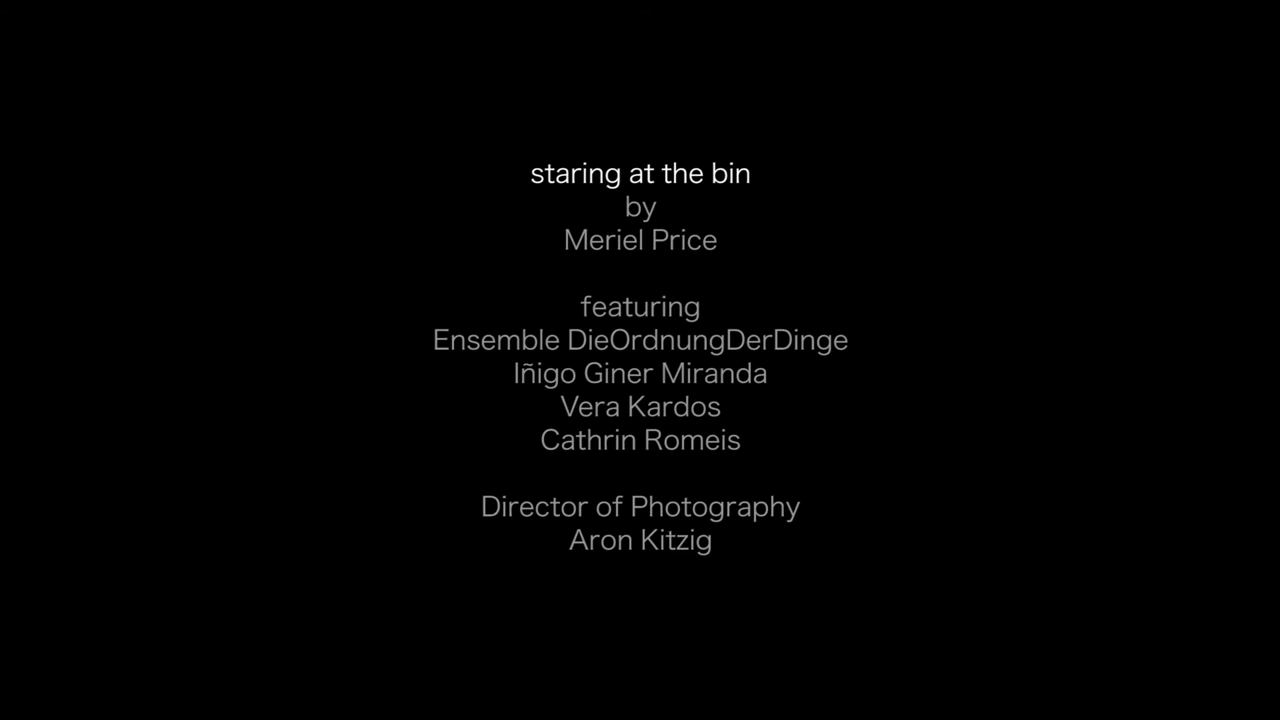 staring at the bin
by
Meriel Price
featuring
Ensemble DieOrdnungDerDinge
Iñigo Giner Miranda
Vera Kardos
Cathrin Romeis
Director of Photography
Aron Kitzig